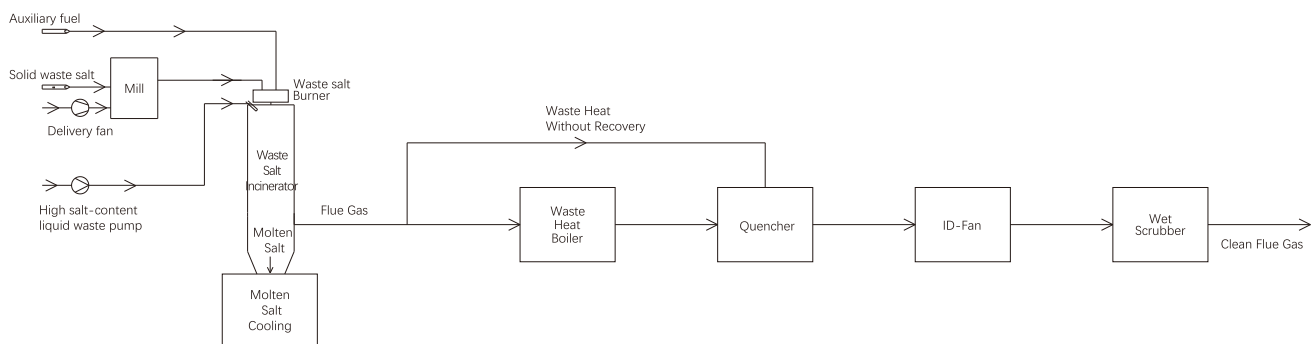 Auxiliary fuel
Solid waste salt
Mill
Delivery fan
High salt-content
liquid waste pump
Waste salt
Burner
Waste
Salt
Incinerator
Molten
Salt
Molten
Salt
Cooling
Flue Gas
Waste Heat
Without Recovery
Waste
Heat
Boiler
Quencher
ID-Fan
Wet
Scrubber
Clean Flue Gas